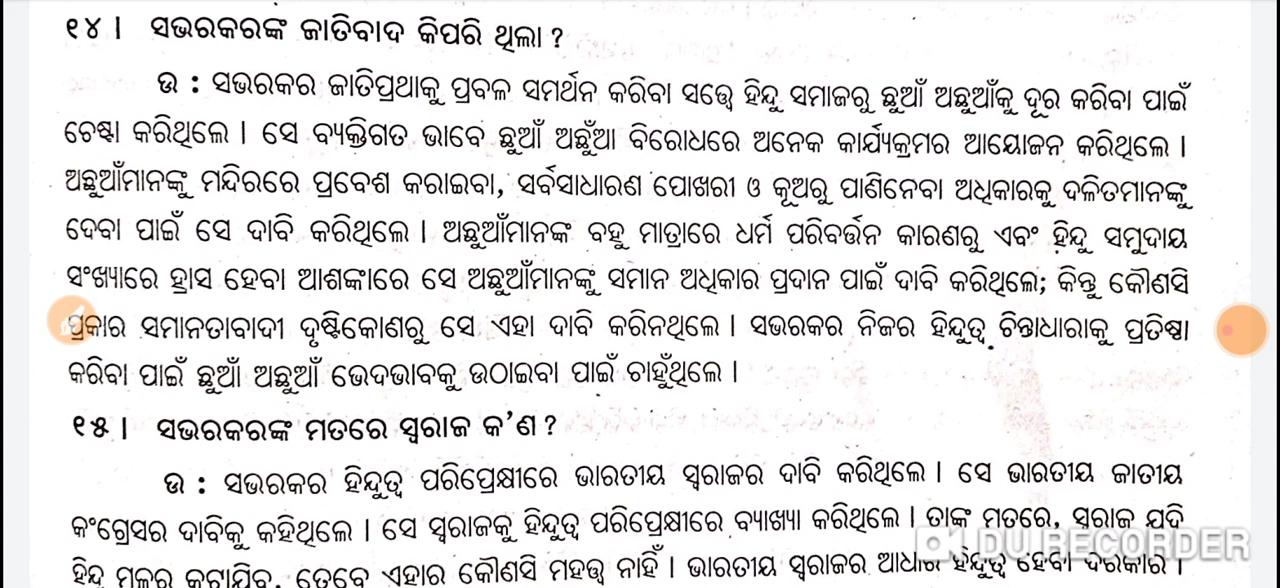 ୧୪। ସଭରକରଙ୍କ ଜାତିବାଦ କିପରି ଥିଲା ?
ଉ : ସଭରକର ଜାତିପ୍ରଥାକୁ ପ୍ରବଳ ସମର୍ଥନ କରିବା ସତ୍ତ୍ୱେ ହିନ୍ଦୁ ସମାଜରୁ ଛୁଆଁ ଅଛୁଆଁକୁ ଦୂର କରିବା ପାଇଁ
ଚେଷ୍ଟା କରିଥିଲେ । ସେ ବ୍ୟକ୍ତିଗତ ଭାବେ ଛୁଆଁ ଅଛୁଁଆ ବିରୋଧରେ ଅନେକ କାର୍ଯ୍ୟକ୍ରମର ଆୟୋଜନ କରିଥିଲେ ।
ଅଛୁଆଁମାନଙ୍କୁ ମନ୍ଦିରରେ ପ୍ରବେଶ କରାଇବା, ସର୍ବସାଧାରଣ ପୋଖରୀ ଓ କୂଅରୁ ପାଣିନେବା ଅଧିକାରକୁ ଦଳିତମାନଙ୍କୁ
ଦେବା ପାଇଁ ସେ ଦାବି କରିଥିଲେ । ଅଛୁଆଁମାନଙ୍କ ବହୁ ମାତ୍ରାରେ ଧର୍ମ ପରିବର୍ତ୍ତନ କାରଣରୁ ଏବଂ ହିନ୍ଦୁ ସମୁଦାୟ
ସଂଖ୍ୟାରେ ହ୍ରାସ ହେବା ଆଶଙ୍କାରେ ସେ ଅଛୁଆଁମାନଙ୍କୁ ସମାନ ଅଧିକାର ପ୍ରଦାନ ପାଇଁ ଦାବି କରିଥିଲେ; କିନ୍ତୁ କୌଣସି
ପ୍ରକାର ସମାନତାବାଦୀ ଦୃଷ୍ଟିକୋଣରୁ ସେ ଏହା ଦାବି କରିନଥିଲେ । ସଭରକର ନିଜର ହିନ୍ଦୁତ୍ୱ ଚିନ୍ତାଧାରାକୁ ପ୍ରତିଷ୍ଠା
କରିବା ପାଇଁ ଛୁଆଁ ଅଛୁଆଁ ଭେଦଭାବକୁ ଉଠାଇବା ପାଇଁ ଚାହୁଁଥିଲେ ।
୧୫। ସଭରକରଙ୍କ ମତରେ ସ୍ୱରାଜ କ'ଣ ?
ଉ : ସଭରକର ହିନ୍ଦୁତ୍ୱ ପରିପ୍ରେକ୍ଷୀରେ ଭାରତୀୟ ସ୍ୱରାଜର ଦାବି କରିଥିଲେ । ସେ ଭାରତୀୟ ଜାତୀୟ
କଂଗ୍ରେସର ଦାବିକୁ କହିଥିଲେ । ସେ ସ୍ୱରାଜକୁ ହିନ୍ଦୁତ୍ୱ ପରିପ୍ରେକ୍ଷୀରେ ବ୍ୟାଖ୍ୟା କରିଥିଲେ । ତାଙ୍କ ମତରେ, ସ୍ୱରାଜ ଯଦି
ହିନ୍ଦୁ ମୂଳରୁ କଟାଯିବ, ତେବେ ଏହାର କୌଣସି ମହତ୍ତ୍ୱ ନାହିଁ । ଭାରତୀୟ ସ୍ୱରାଜର ଆଧାର ହିନ୍ଦୁତ୍ୱ ହେବା ଦରକାର ।
DU RECORDER